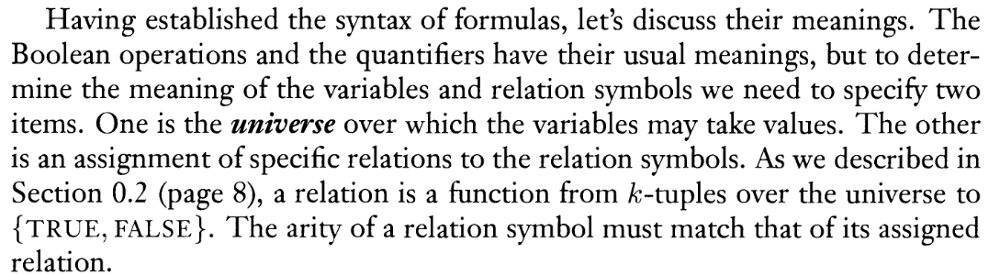 Having established the syntax of formulas, let's discuss their meanings. The
Boolean operations and the quantifiers have their usual meanings, but to deter-
mine the meaning of the variables and relation symbols we need to specify two
items. One is the universe over which the variables may take values. The other
is an assignment of specific relations to the relation symbols. As we described in
Section 0.2 (page 8), a relation is a function from k-tuples over the universe to
{TRUE, FALSE}. The arity of a relation symbol must match that of its assigned
relation.